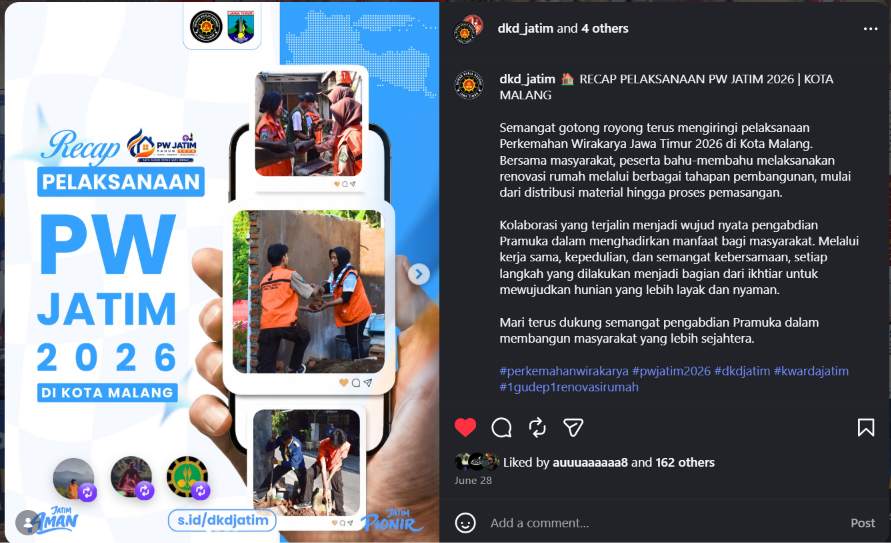 Recap
PW JATIM
TAHUN 2026
PELAKSANAAN
PW
JATIM
2026
DI KOTA MALANG
JATIM
AMAN
s.id/dkdjatim
JATIM
PIONIR
dkd_jatim and 4 others
dkd_jatim 🏠 RECAP PELAKSANAAN PW JATIM 2026 | KOTA
MALANG
Semangat gotong royong terus mengiringi pelaksanaan
Perkemahan Wirakarya Jawa Timur 2026 di Kota Malang.
Bersama masyarakat, peserta bahu-membahu melaksanakan
renovasi rumah melalui berbagai tahapan pembangunan, mulai
dari distribusi material hingga proses pemasangan.
Kolaborasi yang terjalin menjadi wujud nyata pengabdian
Pramuka dalam menghadirkan manfaat bagi masyarakat. Melalui
kerja sama, kepedulian, dan semangat kebersamaan, setiap
langkah yang dilakukan menjadi bagian dari ikhtiar untuk
mewujudkan hunian yang lebih layak dan nyaman.
Mari terus dukung semangat pengabdian Pramuka dalam
membangun masyarakat yang lebih sejahtera.
#perkemahanwirakarya #pwjatim2026 #dkdjatim #kwardajatim
#1gudep1renovasirumah
Liked by auuuaaaaaa8 and 162 others
June 28
Add a comment...
Post